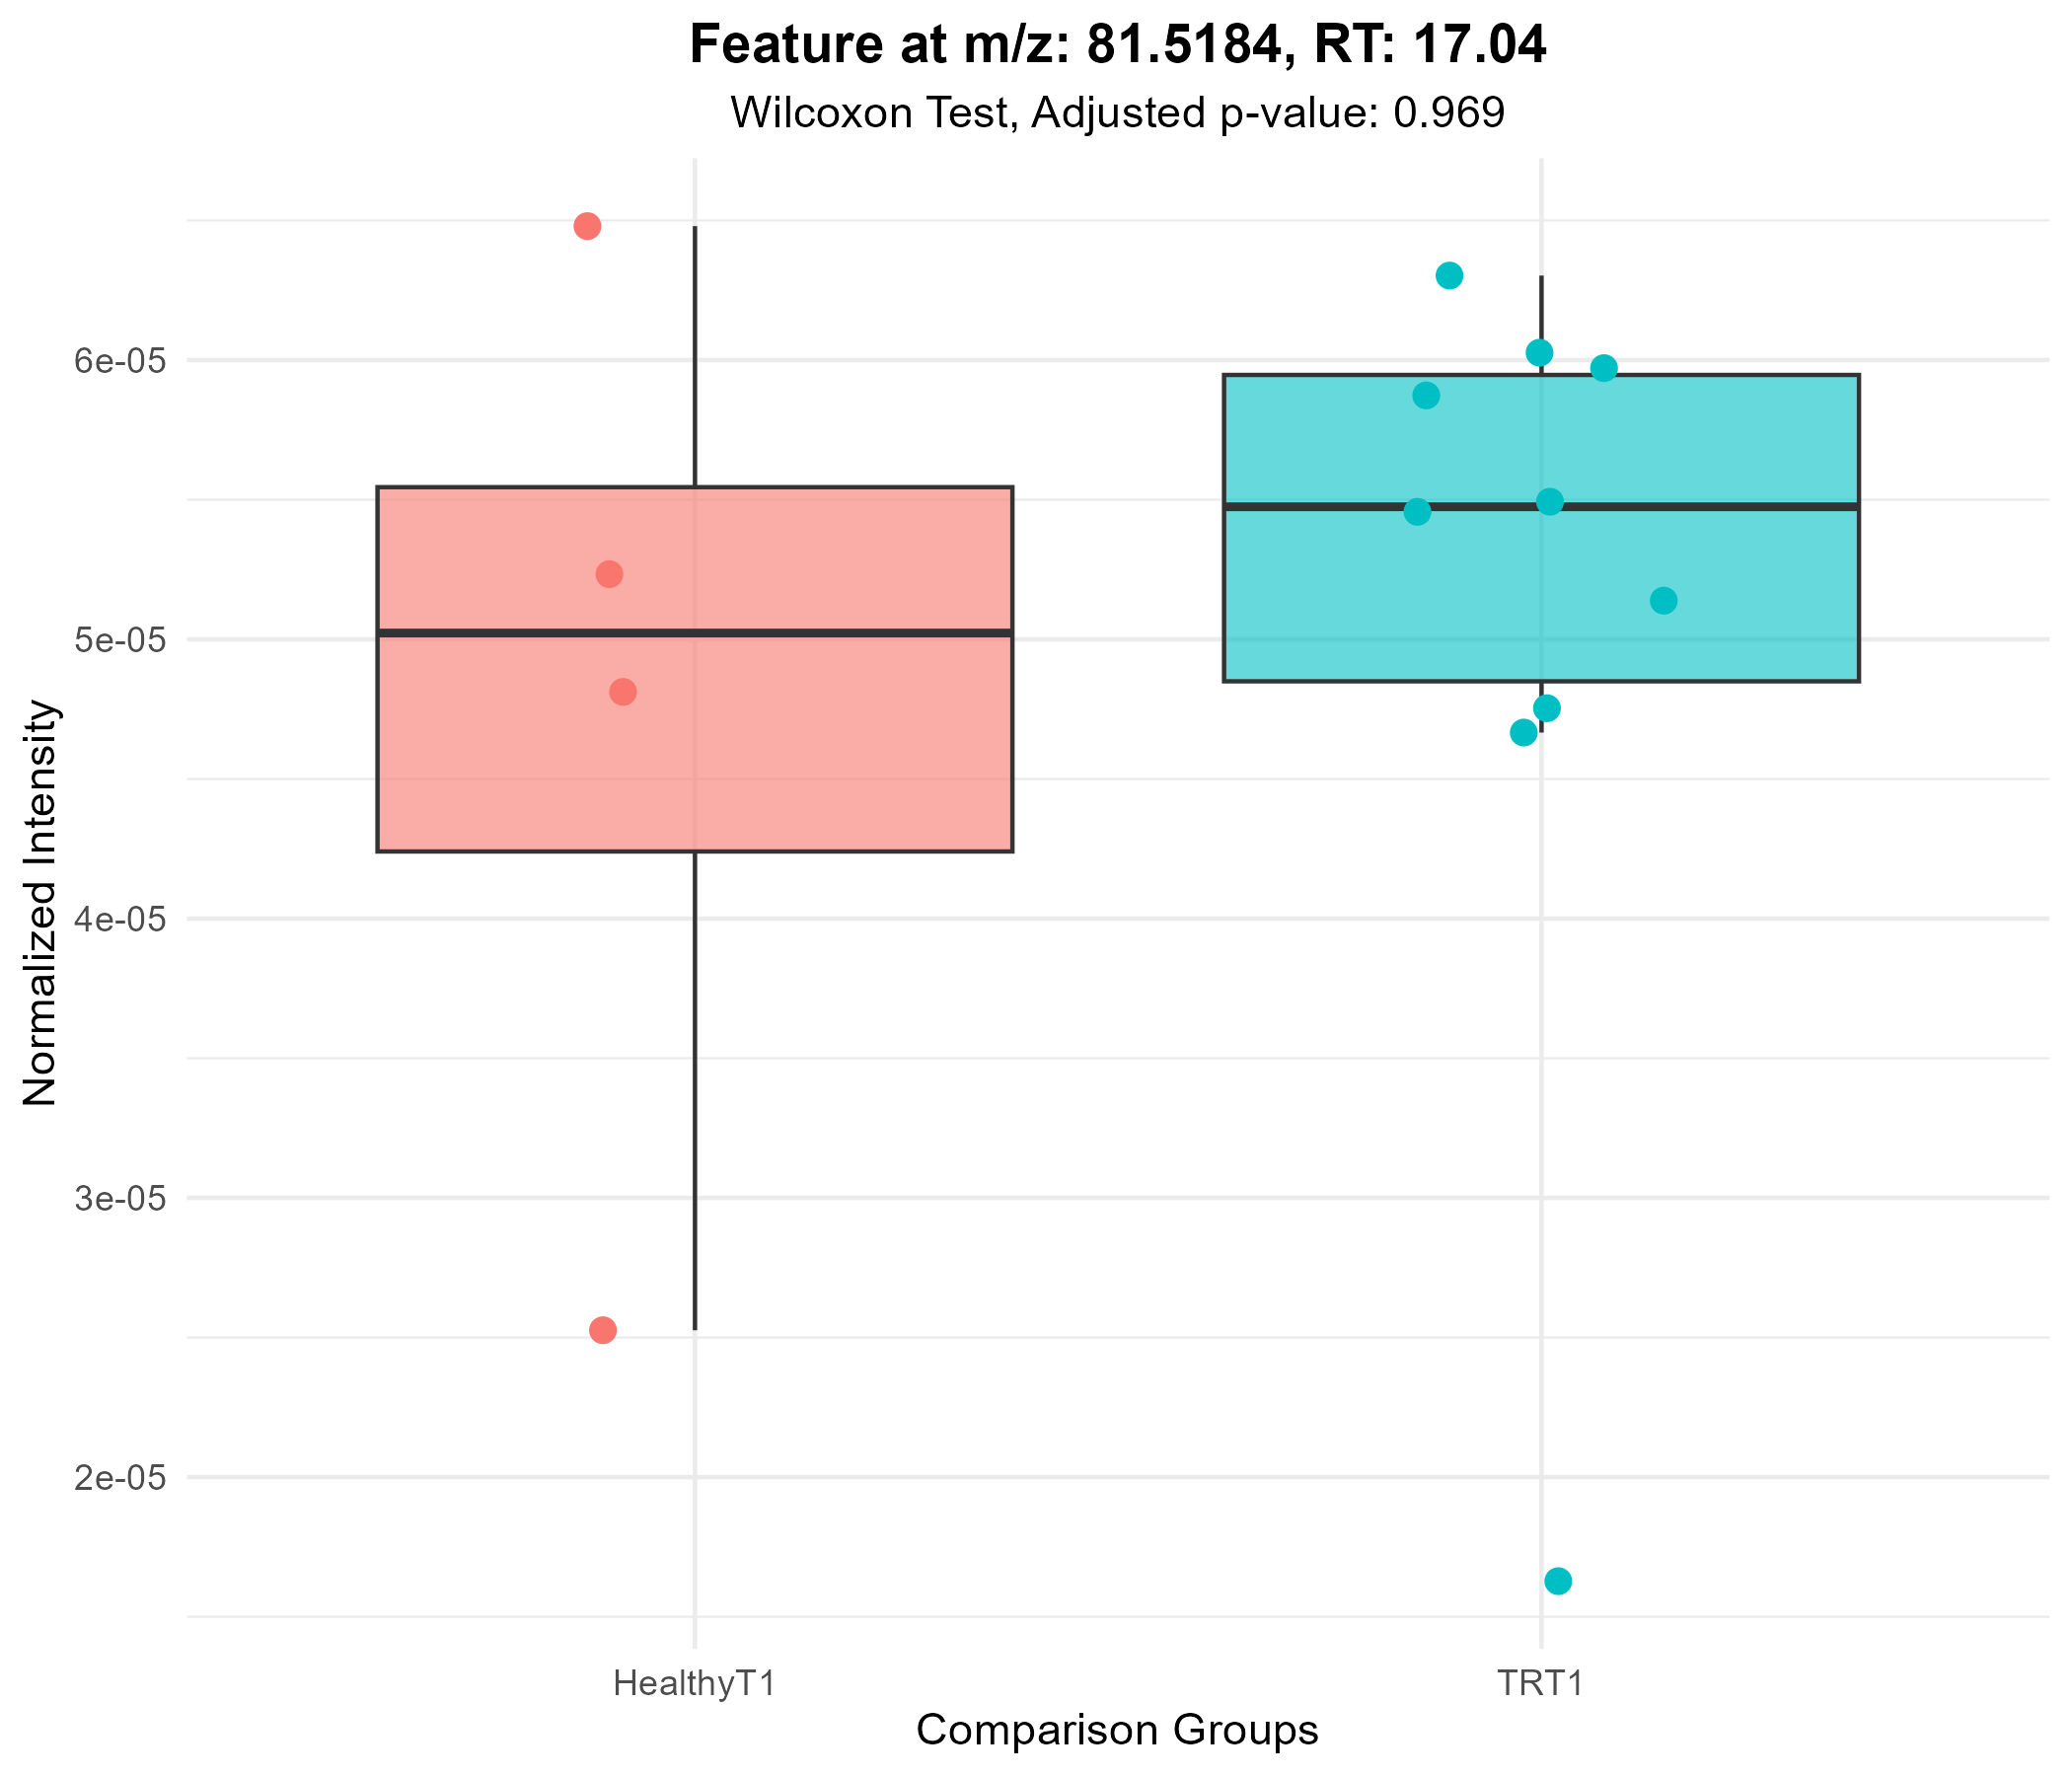 Feature at m/z: 81.5184, RT: 17.04
Wilcoxon Test, Adjusted p-value: 0.969
Normalized Intensity
6e-05
5e-05
4e-05
3e-05
2e-05
HealthyT1
TRT1
Comparison Groups